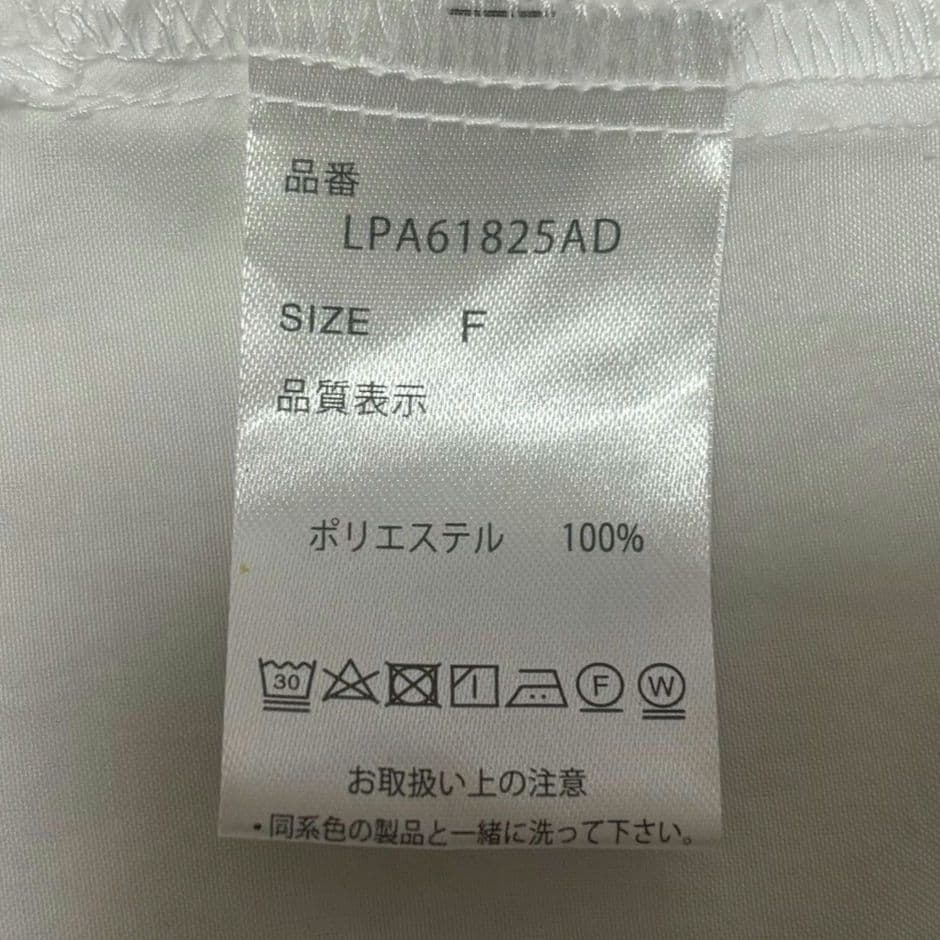 品番
LPA61825AD
SIZE F
品質表示
ポリエステル 100%
30 F W
お取扱い上の注意
・同系色の製品と一緒に洗って下さい。